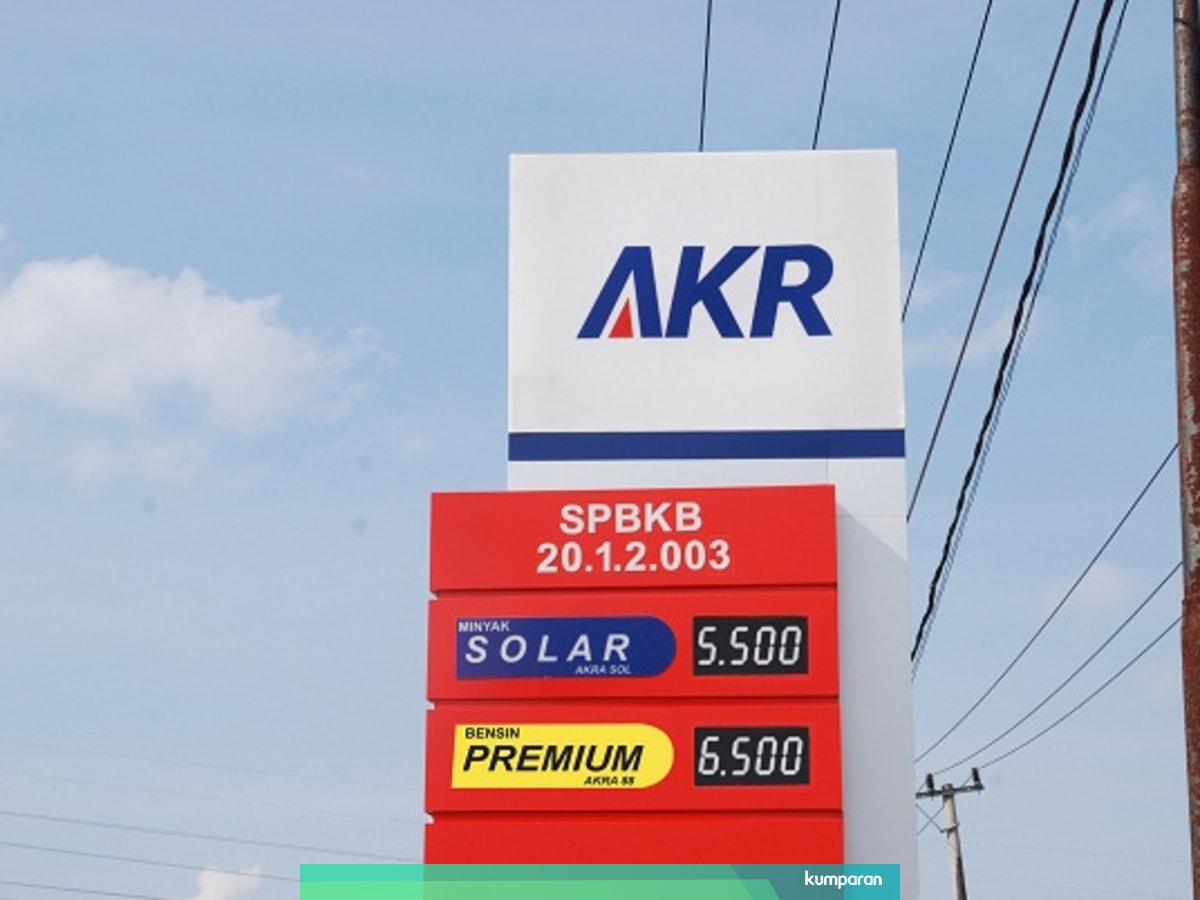 AKR
SPBKB
20.1.2.003
MINYAK
SOLAR
AKRA SOL
5.500
BENSIN
PREMIUM
AKRA 88
6.500
kumparan